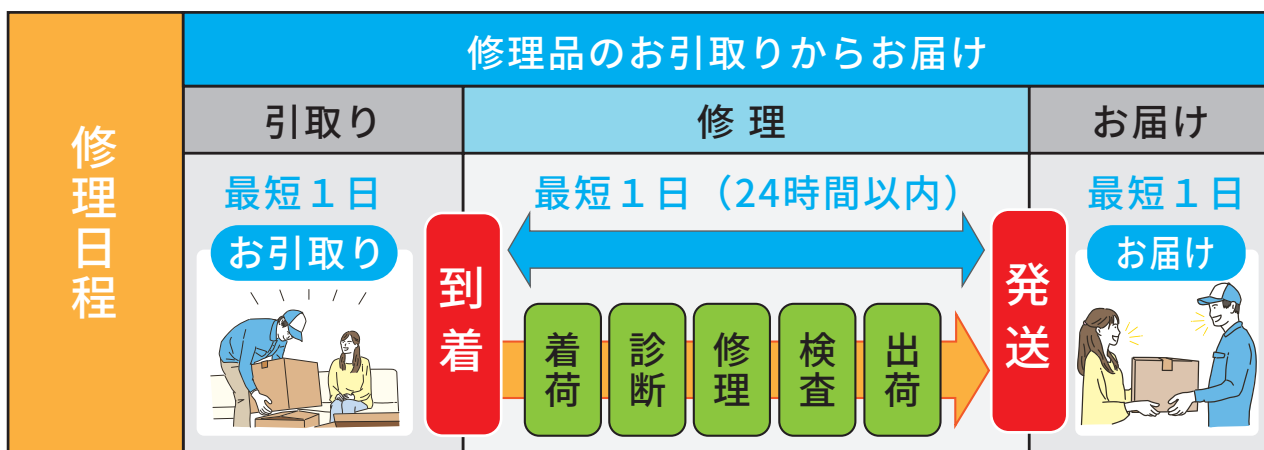 修理日程
修理品のお引取りからお届け
引取り
修理
お届け
最短１日
お引取り
到着
最短１日（24時間以内）
着荷
診断
修理
検査
出荷
発送
最短１日
お届け